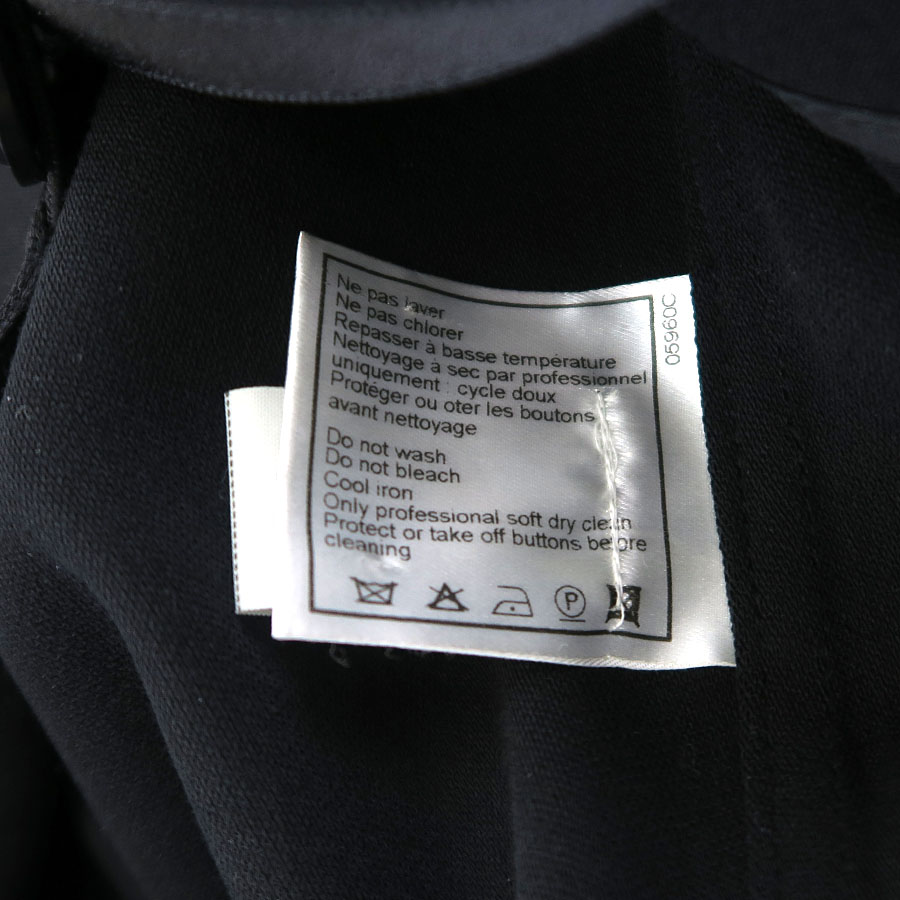 Ne pas laver
Ne pas chlorer
Repasser à basse température
Nettoyage à sec par professionnel
uniquement : cycle doux
Protéger ou oter les boutons
avant nettoyage
Do not wash
Do not bleach
Cool iron
Only professional soft dry clean
Protect or take off buttons before
cleaning
P
05960C